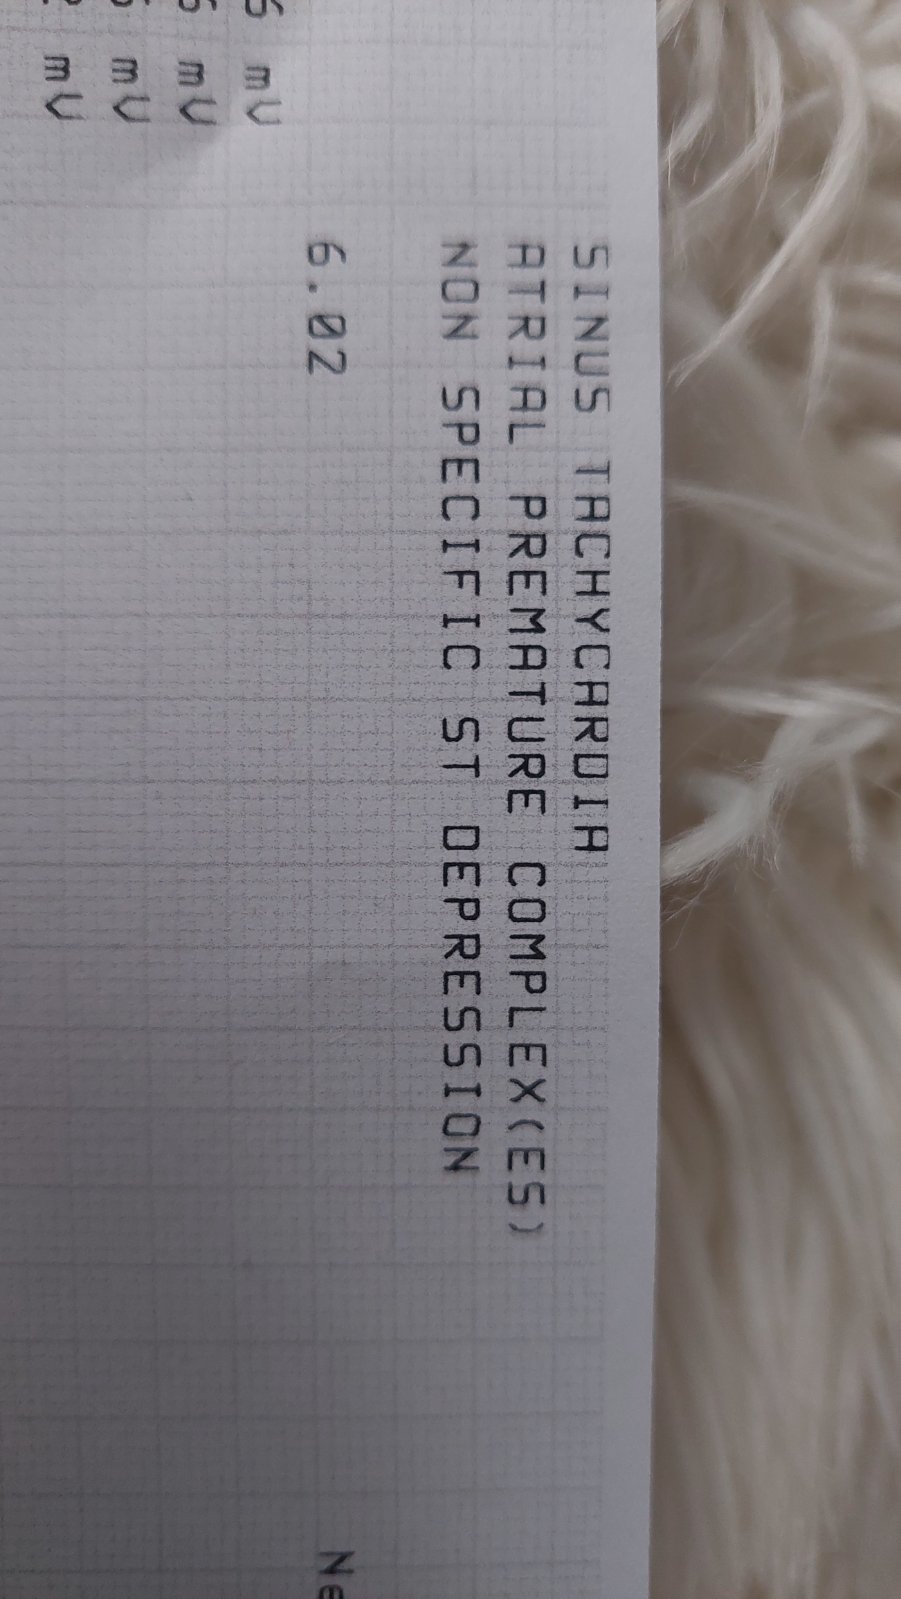 SINUS TACHYCARDIA
ATRIAL PREMATURE COMPLEX(ES)
NON SPECIFIC ST DEPRESSION
6.02
mV
mV
mV
mV